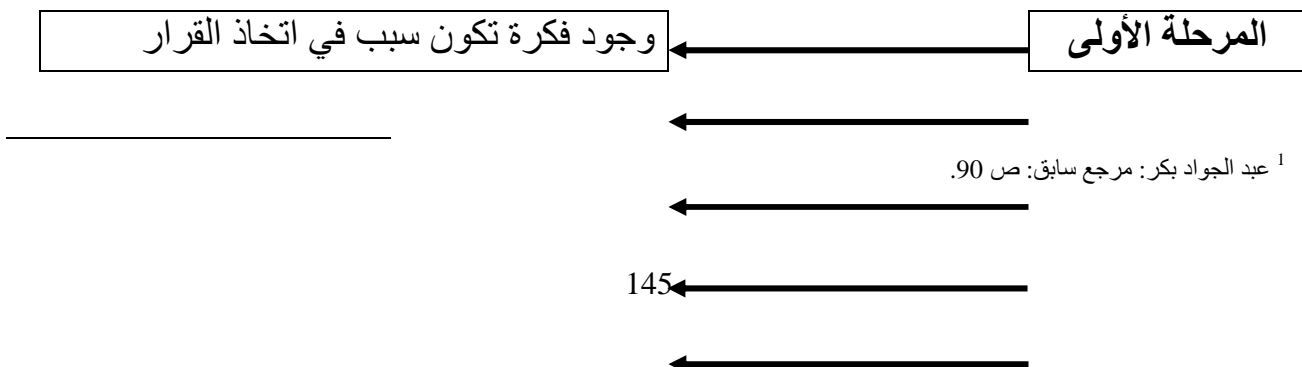 المرحلة الأولى
وجود فكرة تكون سبب في اتخاذ القرار
1 عبد الجواد بكر: مرجع سابق: ص 90.
145